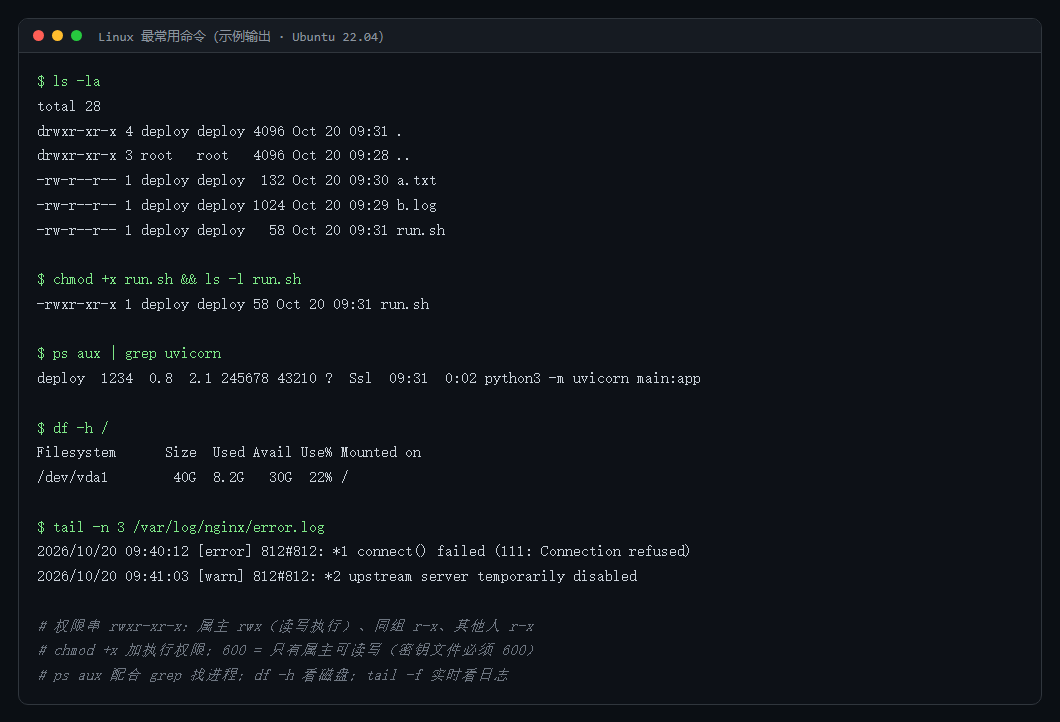 Linux 最常用命令 (示例输出 · Ubuntu 22.04)
$ ls -la
total 28
drwxr-xr-x 4 deploy deploy 4096 Oct 20 09:31 .
drwxr-xr-x 3 root   root   4096 Oct 20 09:28 ..
-rw-r--r-- 1 deploy deploy  132 Oct 20 09:30 a.txt
-rw-r--r-- 1 deploy deploy 1024 Oct 20 09:29 b.log
-rw-r--r-- 1 deploy deploy   58 Oct 20 09:31 run.sh
$ chmod +x run.sh && ls -l run.sh
-rwxr-xr-x 1 deploy deploy 58 Oct 20 09:31 run.sh
$ ps aux | grep uvicorn
deploy  1234  0.8  2.1 245678 43210 ?  Ssl  09:31  0:02 python3 -m uvicorn main:app
$ df -h /
Filesystem      Size  Used Avail Use% Mounted on
/dev/vda1        40G  8.2G   30G  22% /
$ tail -n 3 /var/log/nginx/error.log
2026/10/20 09:40:12 [error] 812#812: *1 connect() failed (111: Connection refused)
2026/10/20 09:41:03 [warn] 812#812: *2 upstream server temporarily disabled
# 权限串 rwxr-xr-x: 属主 rwx（读写执行）、同组 r-x、其他人 r-x
# chmod +x 加执行权限; 600 = 只有属主可读写（密钥文件必须 600）
# ps aux 配合 grep 找进程; df -h 看磁盘; tail -f 实时看日志